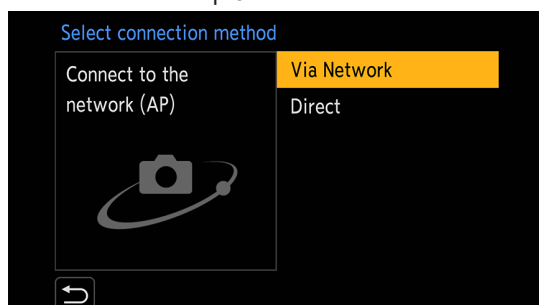 Select connection method
Connect to the
network (AP)
Via Network
Direct